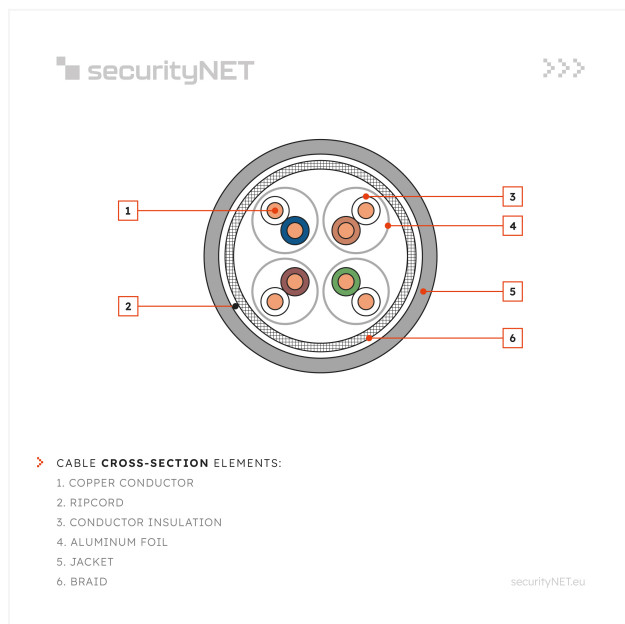 securityNET
1
3
4
5
2
6
CABLE CROSS-SECTION ELEMENTS:
1. COPPER CONDUCTOR
2. RIPCORD
3. CONDUCTOR INSULATION
4. ALUMINUM FOIL
5. JACKET
6. BRAID
securityNET.eu